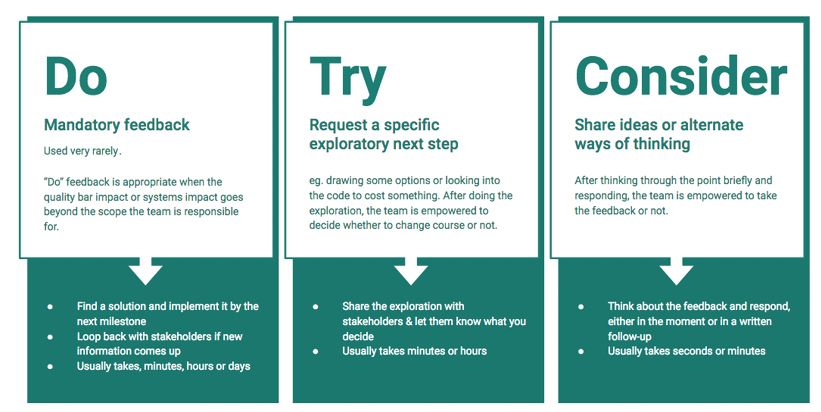 Do
Mandatory feedback
Used very rarely.
“Do” feedback is appropriate when the
quality bar impact or systems impact goes
beyond the scope the team is responsible
for.
● Find a solution and implement it by the
next milestone
● Loop back with stakeholders if new
information comes up
● Usually takes, minutes, hours or days
Try
Request a specific
exploratory next step
eg. drawing some options or looking into
the code to cost something. After doing the
exploration, the team is empowered to
decide whether to change course or not.
● Share the exploration with
stakeholders & let them know what you
decide
● Usually takes minutes or hours
Consider
Share ideas or alternate
ways of thinking
After thinking through the point briefly and
responding, the team is empowered to take
the feedback or not.
● Think about the feedback and respond,
either in the moment or in a written
follow-up
● Usually takes seconds or minutes